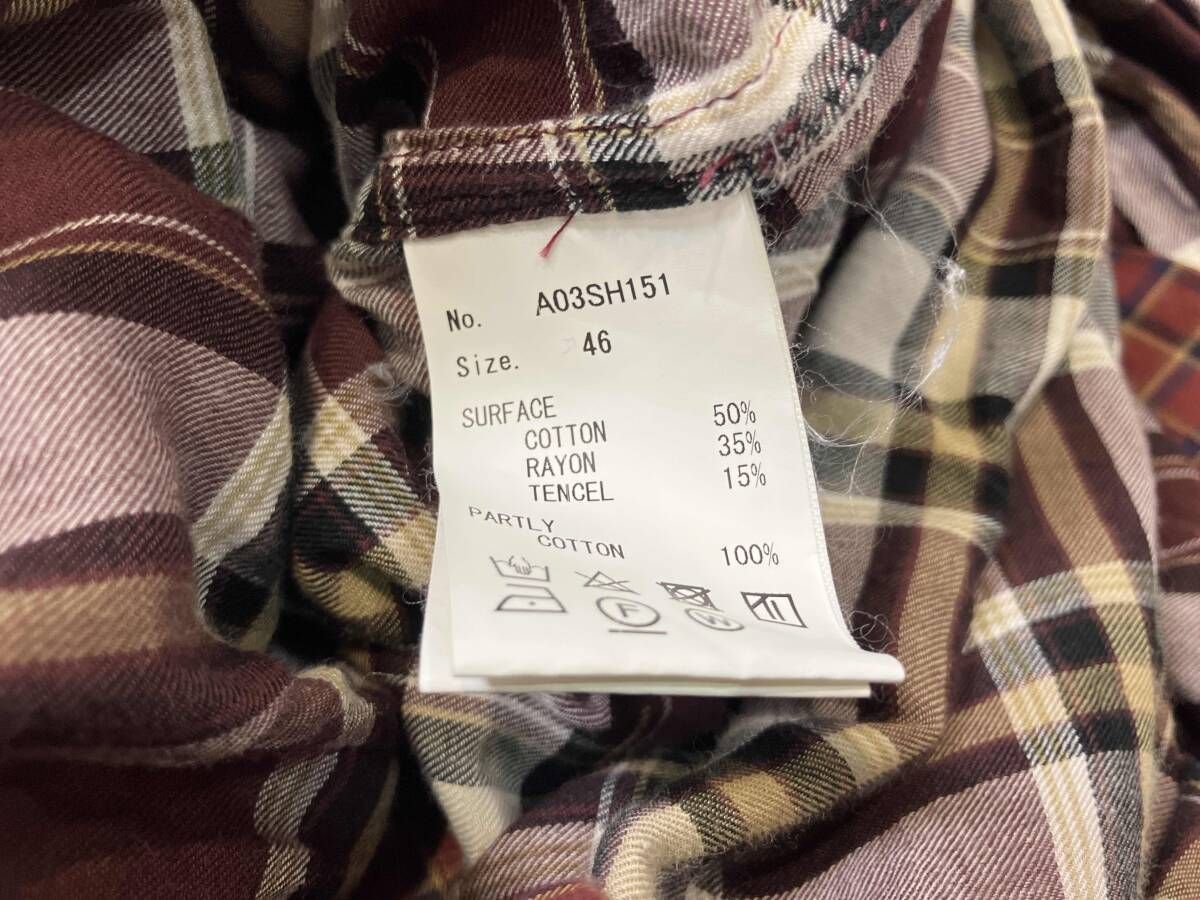 No. A03SH151
Size. 46
SURFACE
COTTON 50%
RAYON 35%
TENCEL 15%
PARTLY
COTTON 100%
F W